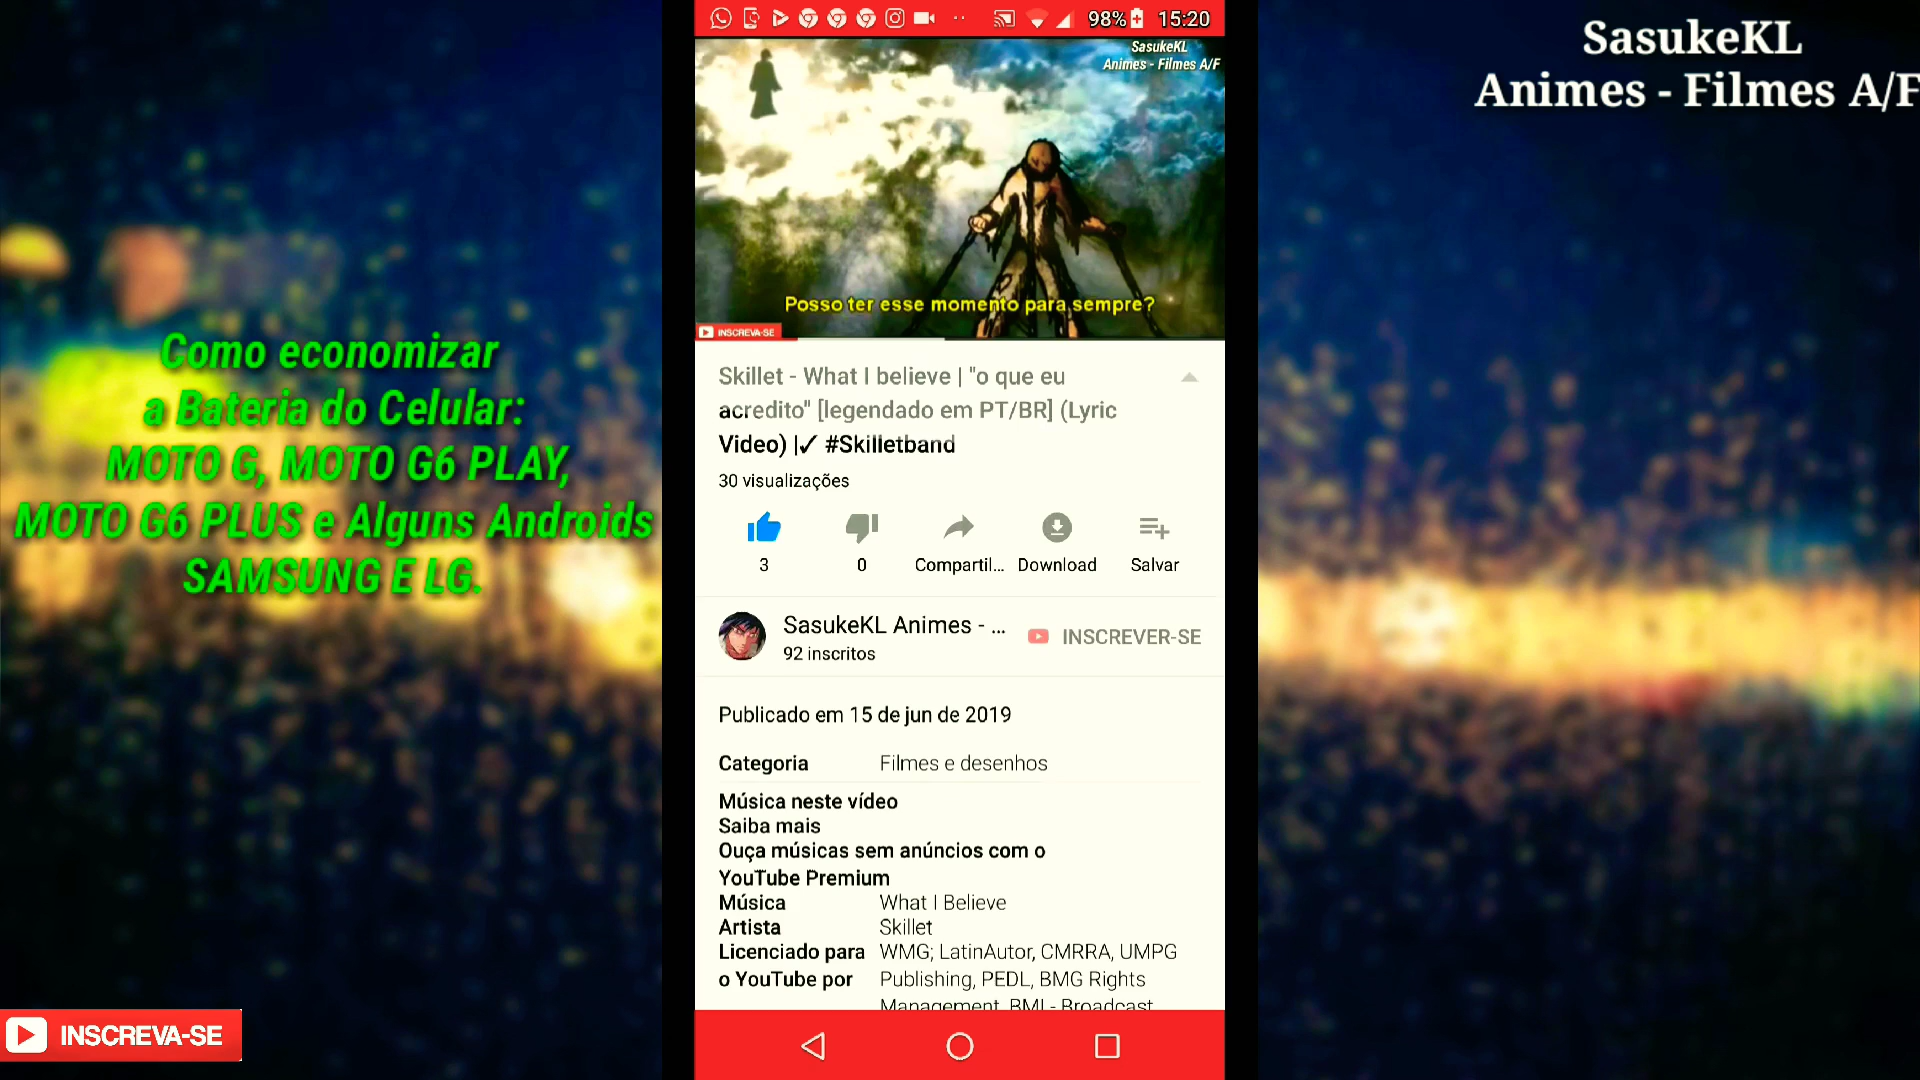 98% 15:20
SasukeKL
Animes - Filmes A/F
SasukeKL
Animes - Filmes A/F
Posso ter esse momento para sempre?
INSCREVA-SE
Como economizar
a Bateria do Celular:
MOTO G, MOTO G6 PLAY,
MOTO G6 PLUS e Alguns Androids
SAMSUNG E LG.
Skillet - What I believe | "o que eu
acredito" [legendado em PT/BR] (Lyric
Video) |✓ #Skilletband
30 visualizações
3 0 Compartil... Download Salvar
SasukeKL Animes - ...
INSCREVER-SE
92 inscritos
Publicado em 15 de jun de 2019
Categoria Filmes e desenhos
Música neste vídeo
Saiba mais
Ouça músicas sem anúncios com o
YouTube Premium
Música What I Believe
Artista Skillet
Licenciado para WMG; LatinAutor, CMRRA, UMPG
o YouTube por Publishing, PEDL, BMG Rights
Management, BMI - Broadcast
INSCREVA-SE